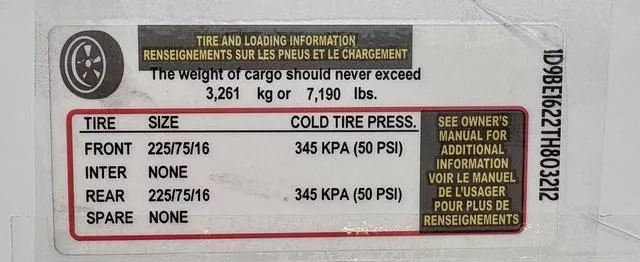 TIRE AND LOADING INFORMATION
RENSEIGNEMENTS SUR LES PNEUS ET LE CHARGEMENT
The weight of cargo should never exceed
3,261 kg or 7,190 lbs.
TIRE SIZE COLD TIRE PRESS.
FRONT 225/75/16 345 KPA (50 PSI)
INTER NONE
REAR 225/75/16 345 KPA (50 PSI)
SPARE NONE
SEE OWNER'S
MANUAL FOR
ADDITIONAL
INFORMATION
VOIR LE MANUEL
DE L'USAGER
POUR PLUS DE
RENSEIGNEMENTS
1D9BE1622TH803212